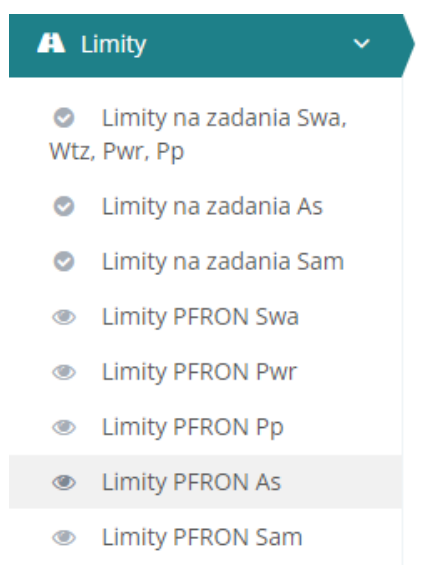 Limity
Limity na zadania Swa,
Wtz, Pwr, Pp
Limity na zadania As
Limity na zadania Sam
Limity PFRON Swa
Limity PFRON Pwr
Limity PFRON Pp
Limity PFRON As
Limity PFRON Sam